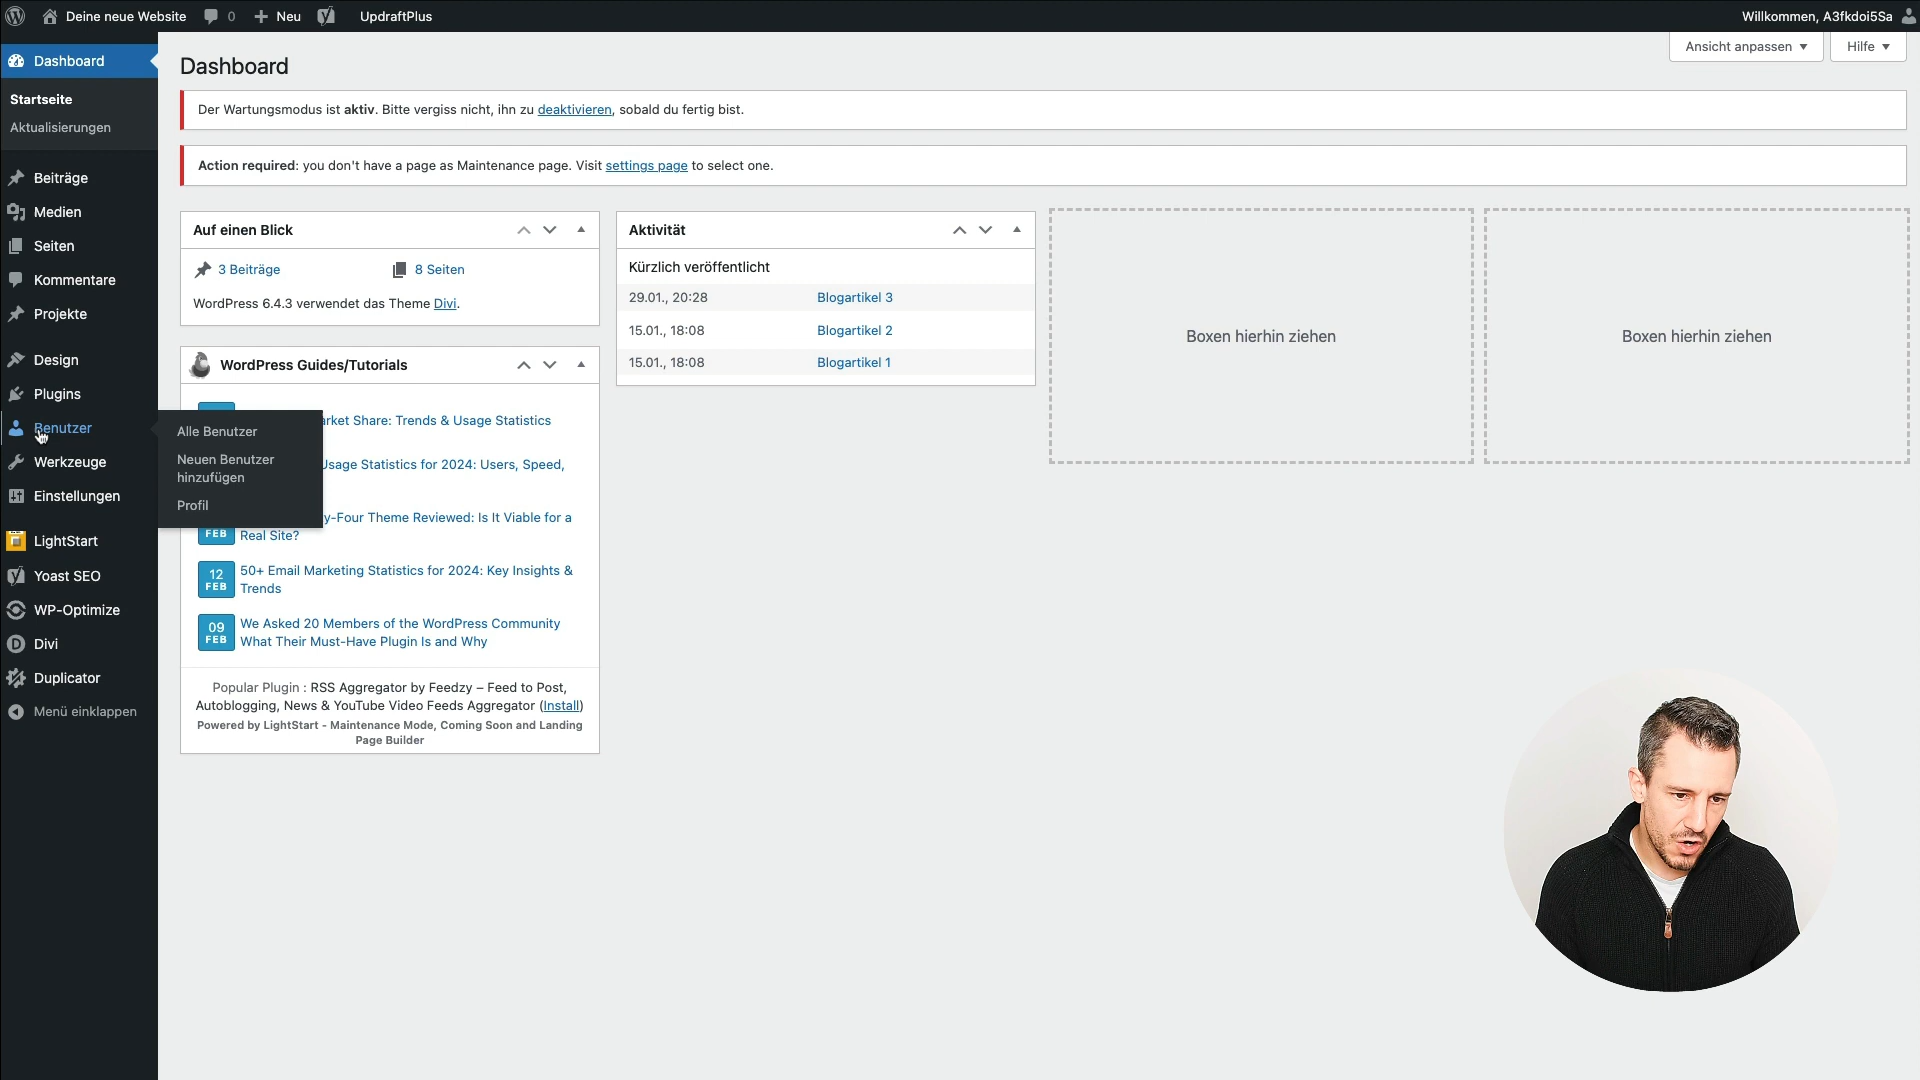 Deine neue Website
0
Neu
UpdraftPlus
Willkommen, A3fkdoi5Sa
Dashboard
Startseite
Aktualisierungen
Beiträge
Medien
Seiten
Kommentare
Projekte
Design
Plugins
Benutzer
Werkzeuge
Einstellungen
LightStart
Yoast SEO
WP-Optimize
Divi
Duplicator
Menü einklappen
Alle Benutzer
Neuen Benutzer
hinzufügen
Profil
Ansicht anpassen
Hilfe
Dashboard
Der Wartungsmodus ist aktiv. Bitte vergiss nicht, ihn zu deaktivieren, sobald du fertig bist.
Action required: you don't have a page as Maintenance page. Visit settings page to select one.
Auf einen Blick
3 Beiträge
8 Seiten
WordPress 6.4.3 verwendet das Theme Divi.
WordPress Guides/Tutorials
Share: Trends & Usage Statistics
Usage Statistics for 2024: Users, Speed,
y-Four Theme Reviewed: Is It Viable for a
FEB
Real Site?
12
FEB
50+ Email Marketing Statistics for 2024: Key Insights &
Trends
09
FEB
We Asked 20 Members of the WordPress Community
What Their Must-Have Plugin Is and Why
Popular Plugin : RSS Aggregator by Feedzy – Feed to Post,
Autoblogging, News & YouTube Video Feeds Aggregator (Install)
Powered by LightStart - Maintenance Mode, Coming Soon and Landing
Page Builder
Aktivität
Kürzlich veröffentlicht
29.01., 20:28
Blogartikel 3
15.01., 18:08
Blogartikel 2
15.01., 18:08
Blogartikel 1
Boxen hierhin ziehen
Boxen hierhin ziehen